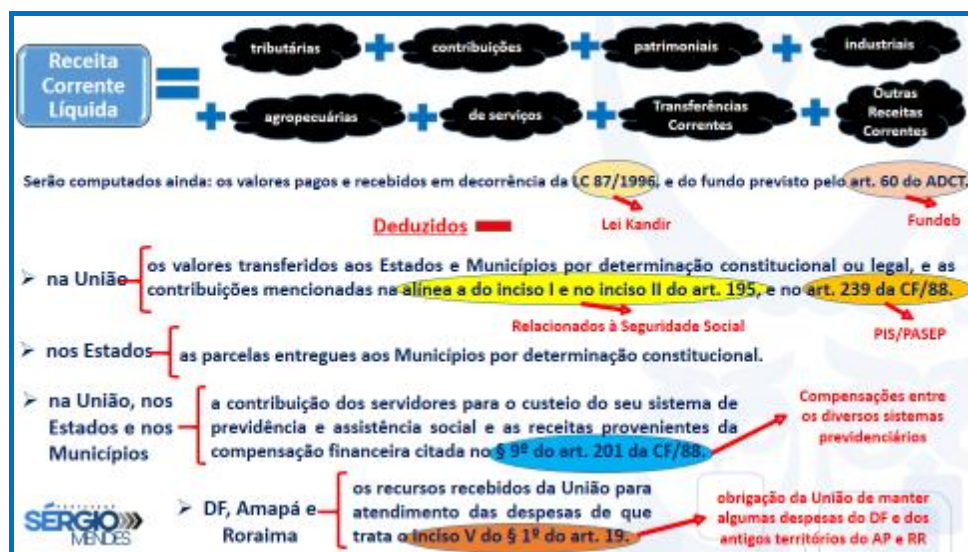 Receita
Corrente
Líquida
tributárias
contribuições
patrimoniais
industriais
agropecuárias
de serviços
Transferências
Correntes
Outras
Receitas
Correntes
Serão computados ainda: os valores pagos e recebidos em decorrência da LC 87/1996, e do fundo previsto pelo art. 60 do ADCT.
Lei Kandir
Fundeb
Deduzidos
➤ na União
os valores transferidos aos Estados e Municípios por determinação constitucional ou legal, e as
contribuições mencionadas na alínea a do inciso I e no inciso II do art. 195, e no art. 239 da CF/88.
Relacionados à Seguridade Social
PIS/PASEP
➤ nos Estados
as parcelas entregues aos Municípios por determinação constitucional.
➤ na União, nos
Estados e nos
Municípios
a contribuição dos servidores para o custeio do seu sistema de
previdência e assistência social e as receitas provenientes da
compensação financeira citada no § 9º do art. 201 da CF/88.
Compensações entre
os diversos sistemas
previdenciários
➤ DF, Amapá e
Roraima
os recursos recebidos da União para
atendimento das despesas de que
trata o inciso V do § 1º do art. 19.
obrigação da União de manter
algumas despesas do DF e dos
antigos territórios do AP e RR
SÉRGIO
MENDES